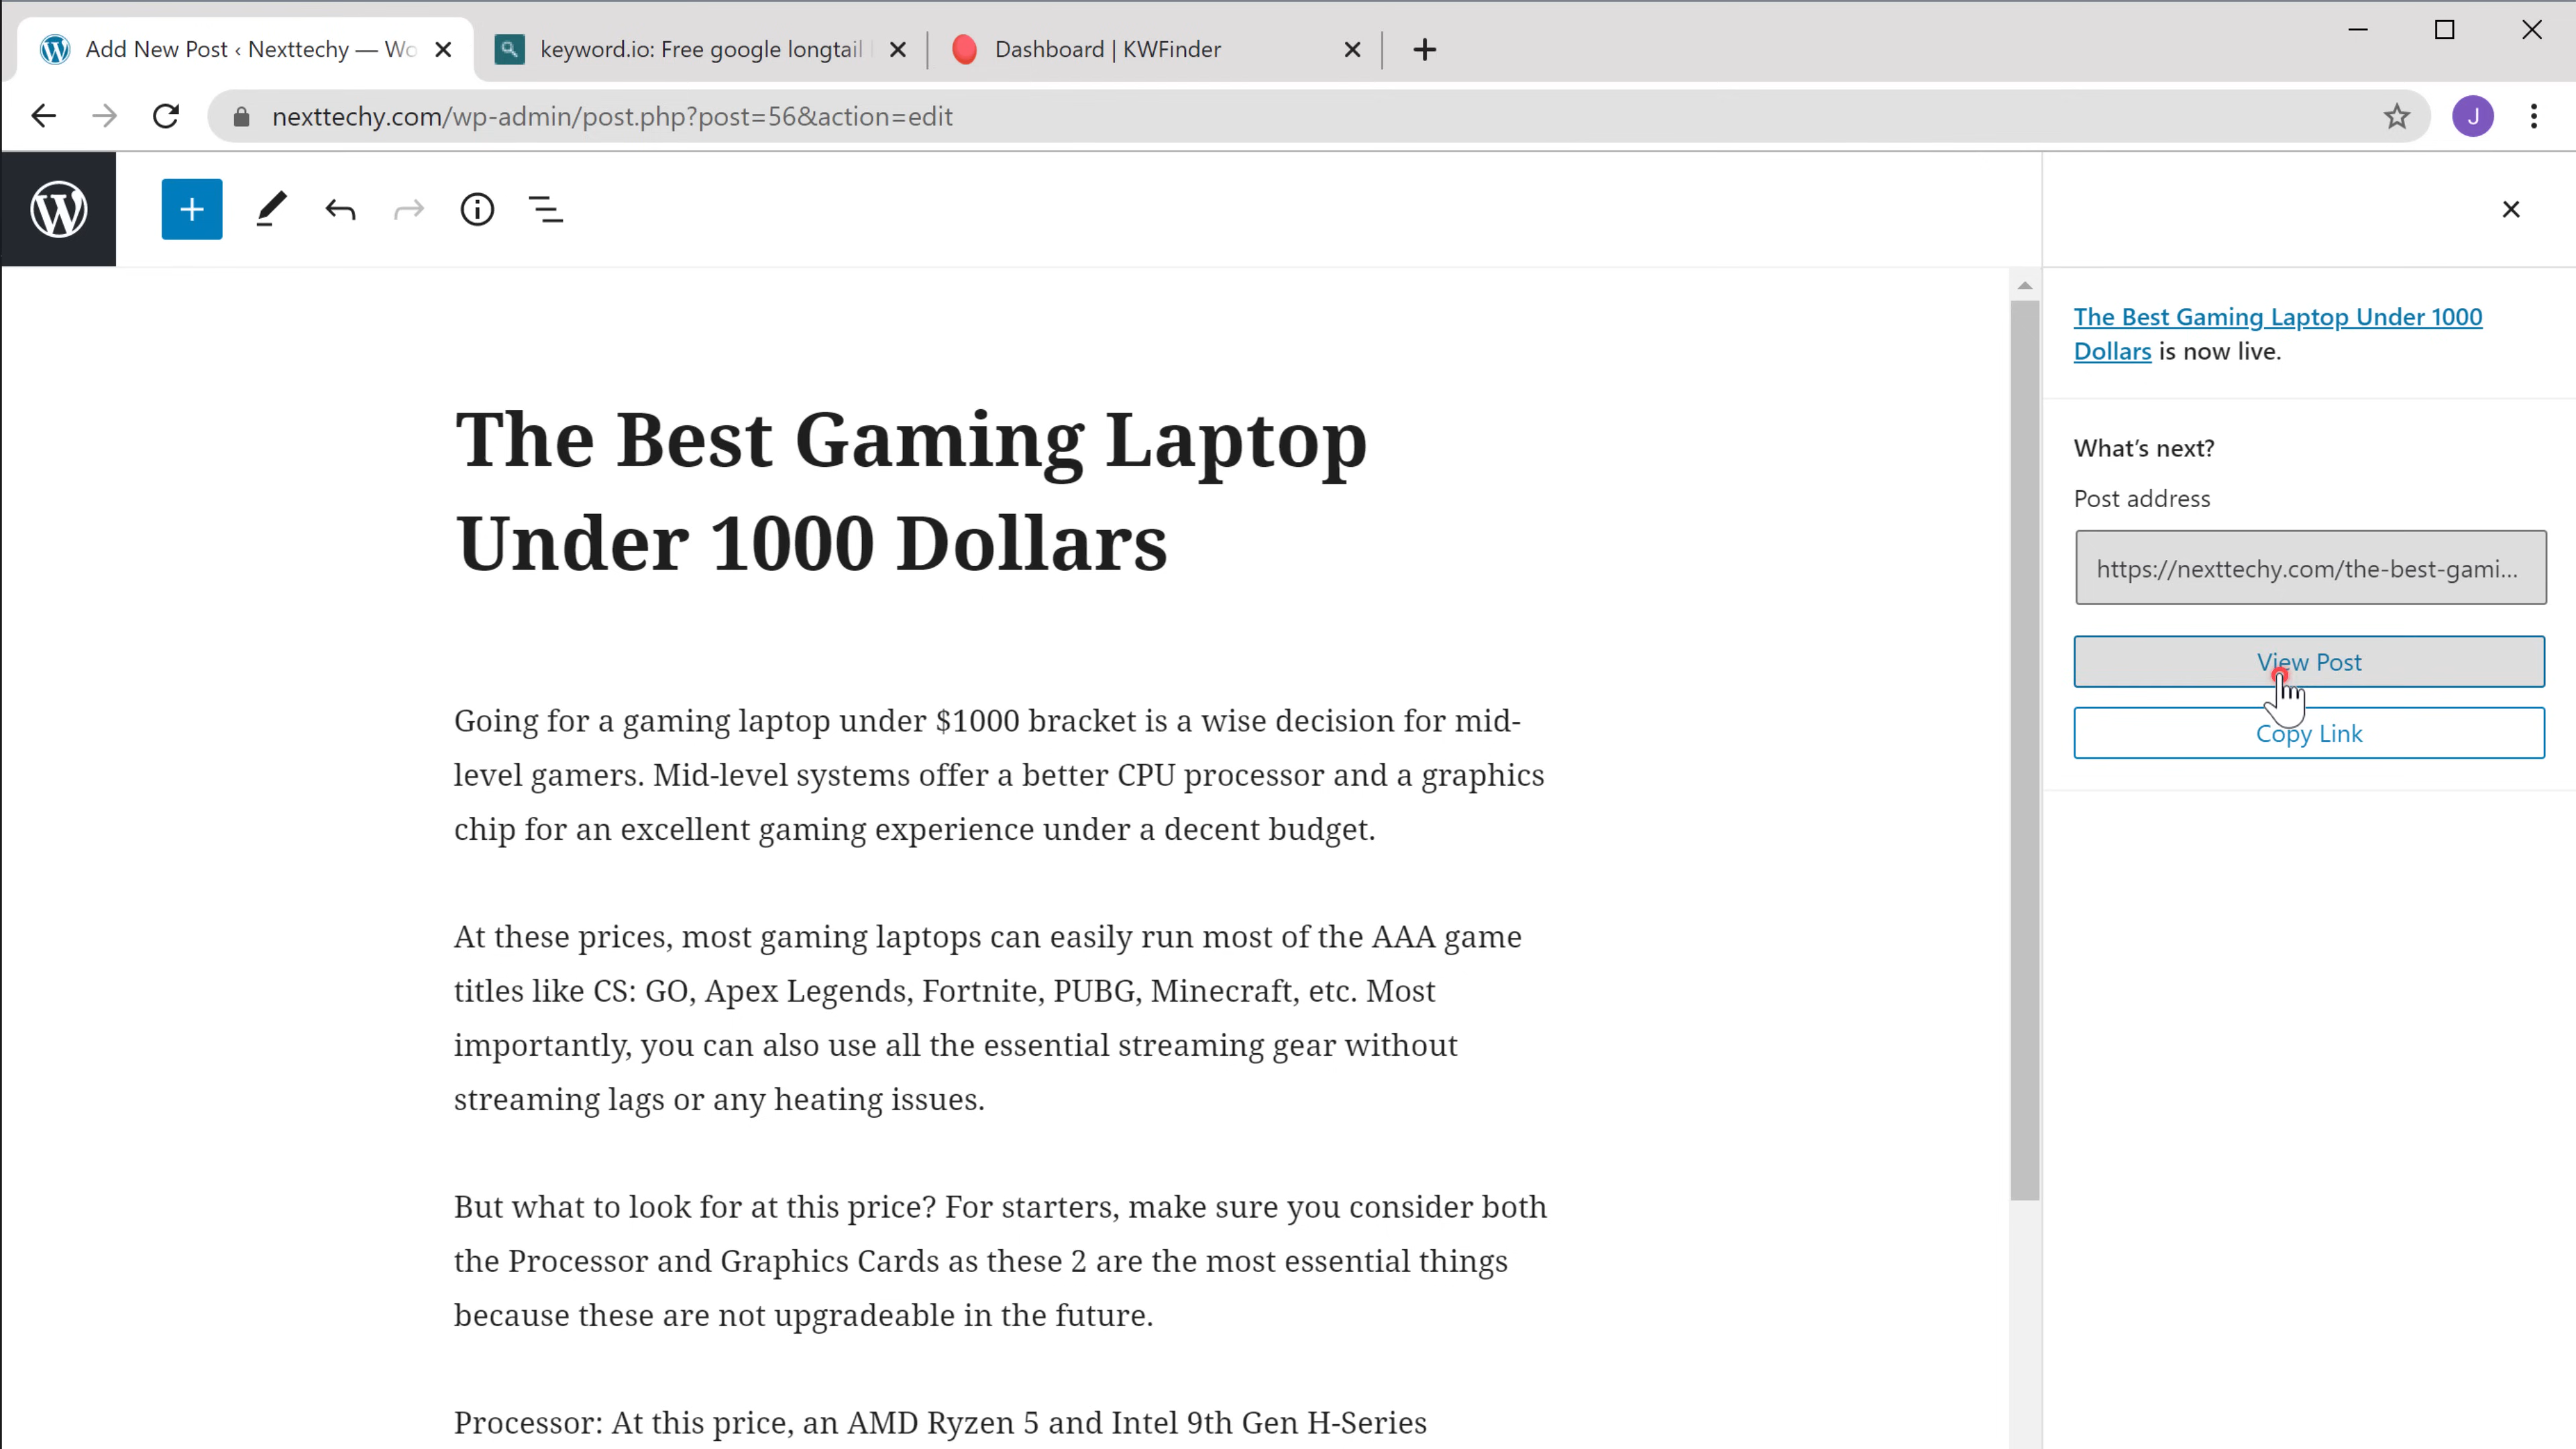 Add New Post ‹ Nexttechy — Wo
keyword.io: Free google longtail
Dashboard | KWFinder
nexttechy.com/wp-admin/post.php?post=56&action=edit
J
The Best Gaming Laptop
Under 1000 Dollars
Going for a gaming laptop under $1000 bracket is a wise decision for mid-
level gamers. Mid-level systems offer a better CPU processor and a graphics
chip for an excellent gaming experience under a decent budget.
At these prices, most gaming laptops can easily run most of the AAA game
titles like CS: GO, Apex Legends, Fortnite, PUBG, Minecraft, etc. Most
importantly, you can also use all the essential streaming gear without
streaming lags or any heating issues.
But what to look for at this price? For starters, make sure you consider both
the Processor and Graphics Cards as these 2 are the most essential things
because these are not upgradeable in the future.
Processor: At this price, an AMD Ryzen 5 and Intel 9th Gen H-Series
The Best Gaming Laptop Under 1000
Dollars is now live.
What's next?
Post address
https://nexttechy.com/the-best-gami...
View Post
Copy Link